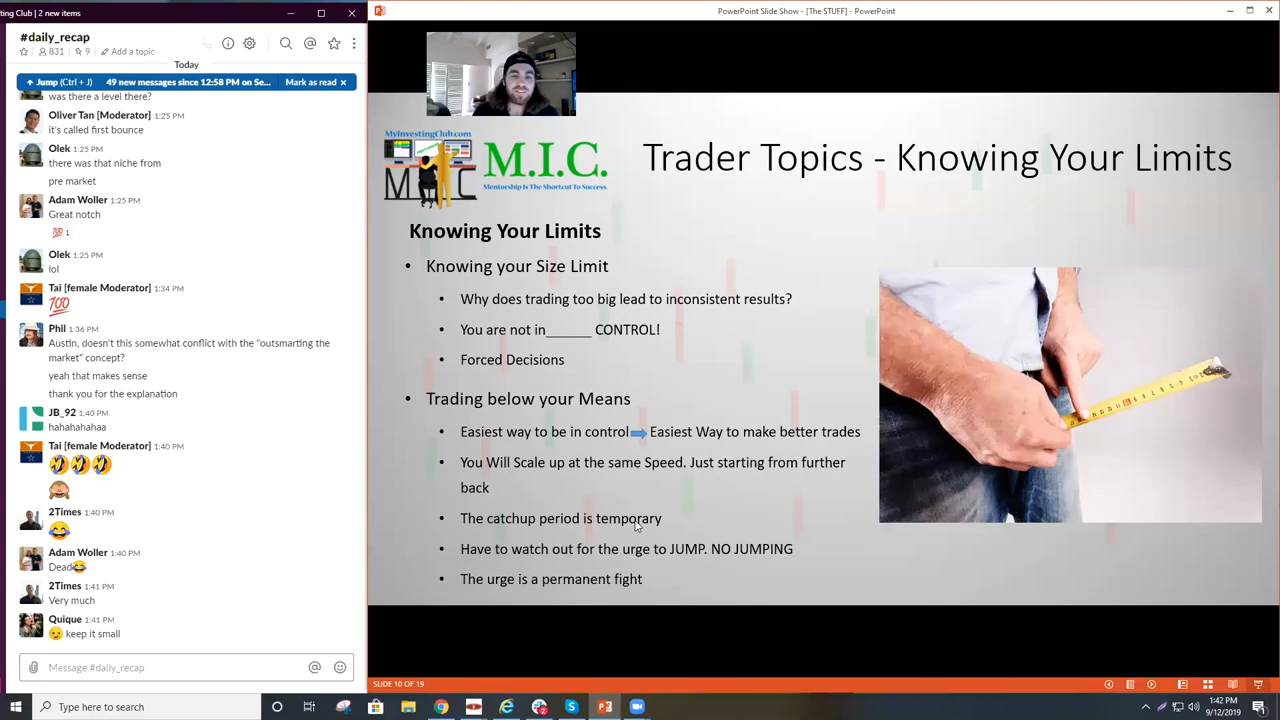 ting Club | 2 new items
#daily_recap
831
9
Add a topic
Today
Jump (Ctrl + J)
49 new messages since 12:58 PM on Se...
Mark as read
was there a level there?
Oliver Tan [Moderator] 1:25 PM
it's called first bounce
Olek 1:25 PM
there was that niche from
pre market
Adam Woller 1:25 PM
Great notch
💯 1
Olek 1:25 PM
lol
Tai [female Moderator] 1:34 PM
💯
Phil 1:36 PM
Austin, doesn't this somewhat conflict with the "outsmarting the
market" concept?
yeah that makes sense
thank you for the explanation
JB_92 1:40 PM
hahahahahaa
Tai [female Moderator] 1:40 PM
🤣🤣🤣
🙈
2Times 1:40 PM
😂
Adam Woller 1:40 PM
Dead😂
2Times 1:41 PM
Very much
Quique 1:41 PM
😏 keep it small
Message #daily_recap
PowerPoint Slide Show - [The STUFF] - PowerPoint
MyInvestingClub.com
M.I.C.
Mentorship Is The Shortcut To Success.
Trader Topics - Knowing Your Limits
Knowing Your Limits
• Knowing your Size Limit
• Why does trading too big lead to inconsistent results?
• You are not in______ CONTROL!
• Forced Decisions
• Trading below your Means
• Easiest way to be in control Easiest Way to make better trades
• You Will Scale up at the same Speed. Just starting from further
back
• The catchup period is temporary
• Have to watch out for the urge to JUMP. NO JUMPING
• The urge is a permanent fight
SLIDE 10 OF 19
Type here to search
1:42 PM
9/12/2019